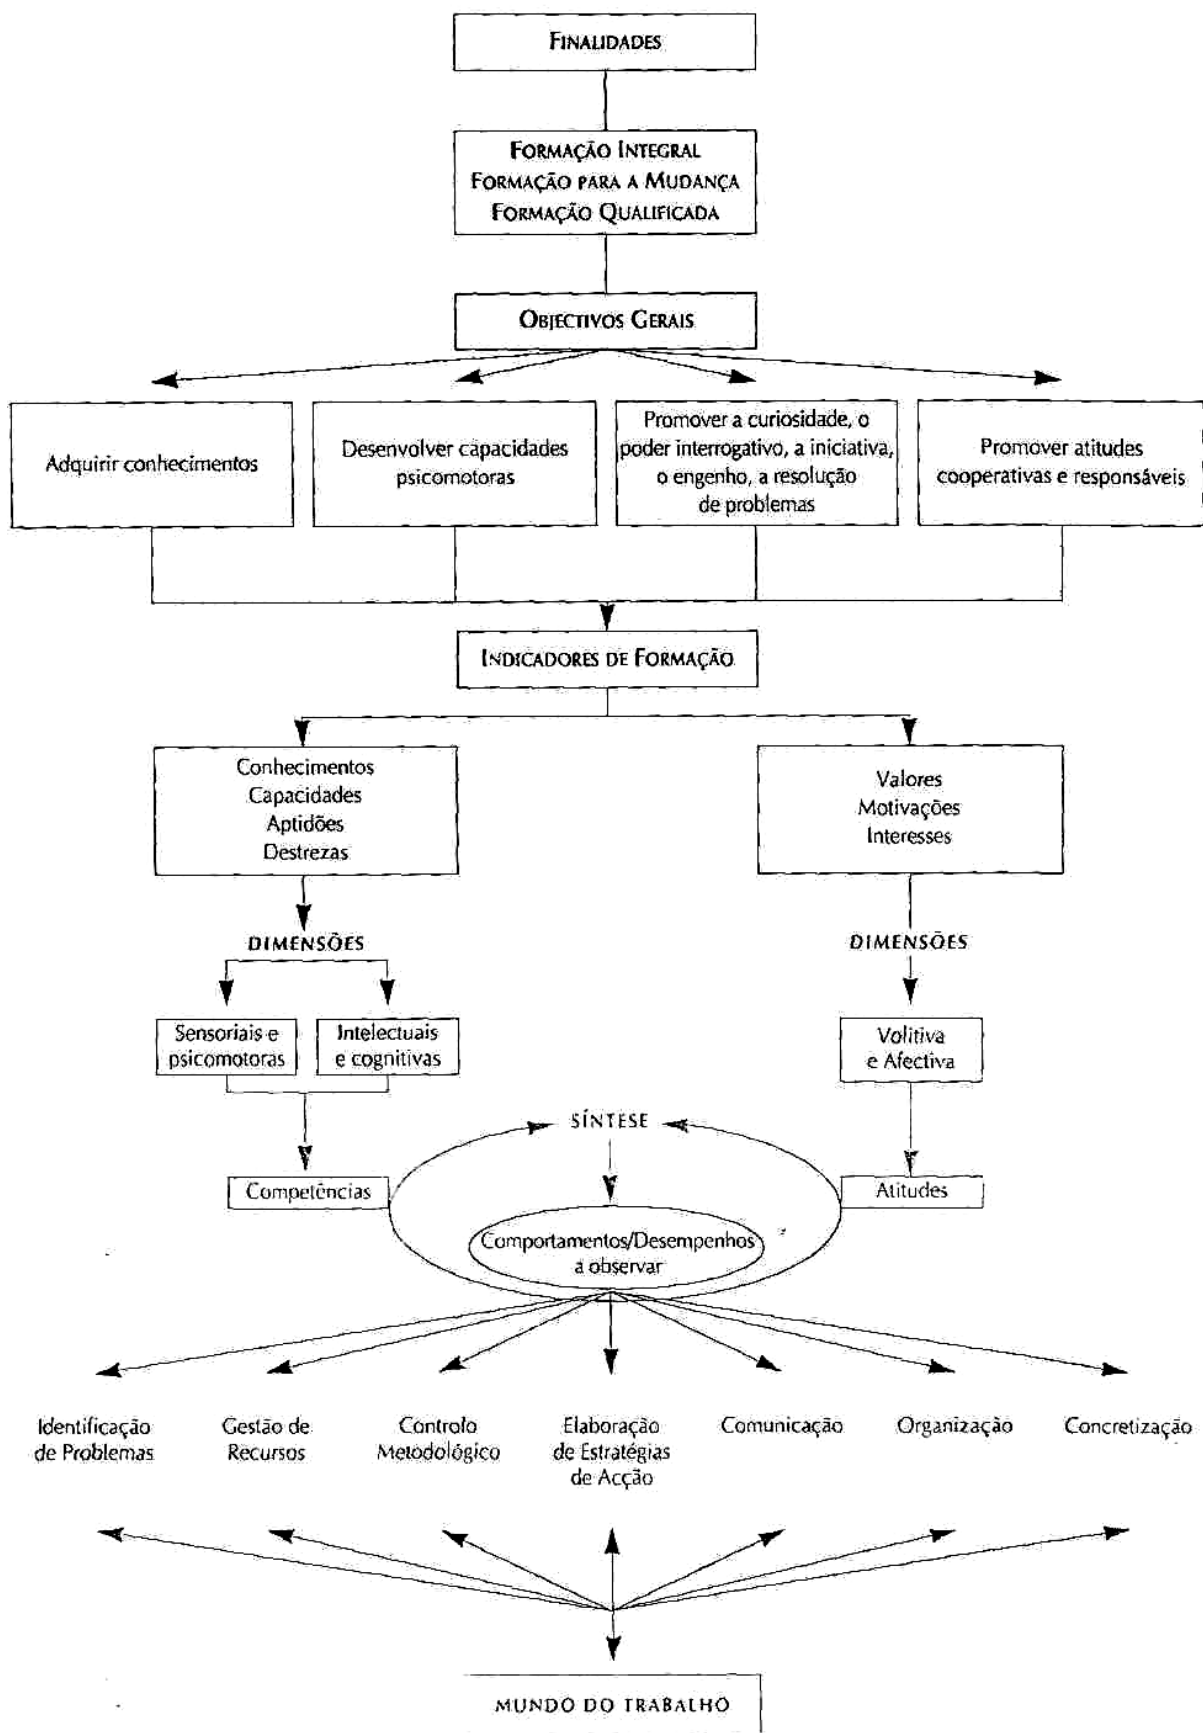 FINALIDADES
FORMAÇÃO INTEGRAL
FORMAÇÃO PARA A MUDANÇA
FORMAÇÃO QUALIFICADA
OBJECTIVOS GERAIS
Adquirir conhecimentos
Desenvolver capacidades
psicomotoras
Promover a curiosidade, o
poder interrogativo, a iniciativa,
o engenho, a resolução
de problemas
Promover atitudes
cooperativas e responsáveis
INDICADORES DE FORMAÇÃO
Conhecimentos
Capacidades
Aptidões
Destrezas
Valores
Motivações
Interesses
DIMENSÕES
DIMENSÕES
Sensoriais e
psicomotoras
Intelectuais
e cognitivas
Volitiva
e Afectiva
SÍNTESE
Competências
Atitudes
Comportamentos/Desempenhos
a observar
Identificação
de Problemas
Gestão de
Recursos
Controlo
Metodológico
Elaboração
de Estratégias
de Acção
Comunicação
Organização
Concretização
MUNDO DO TRABALHO